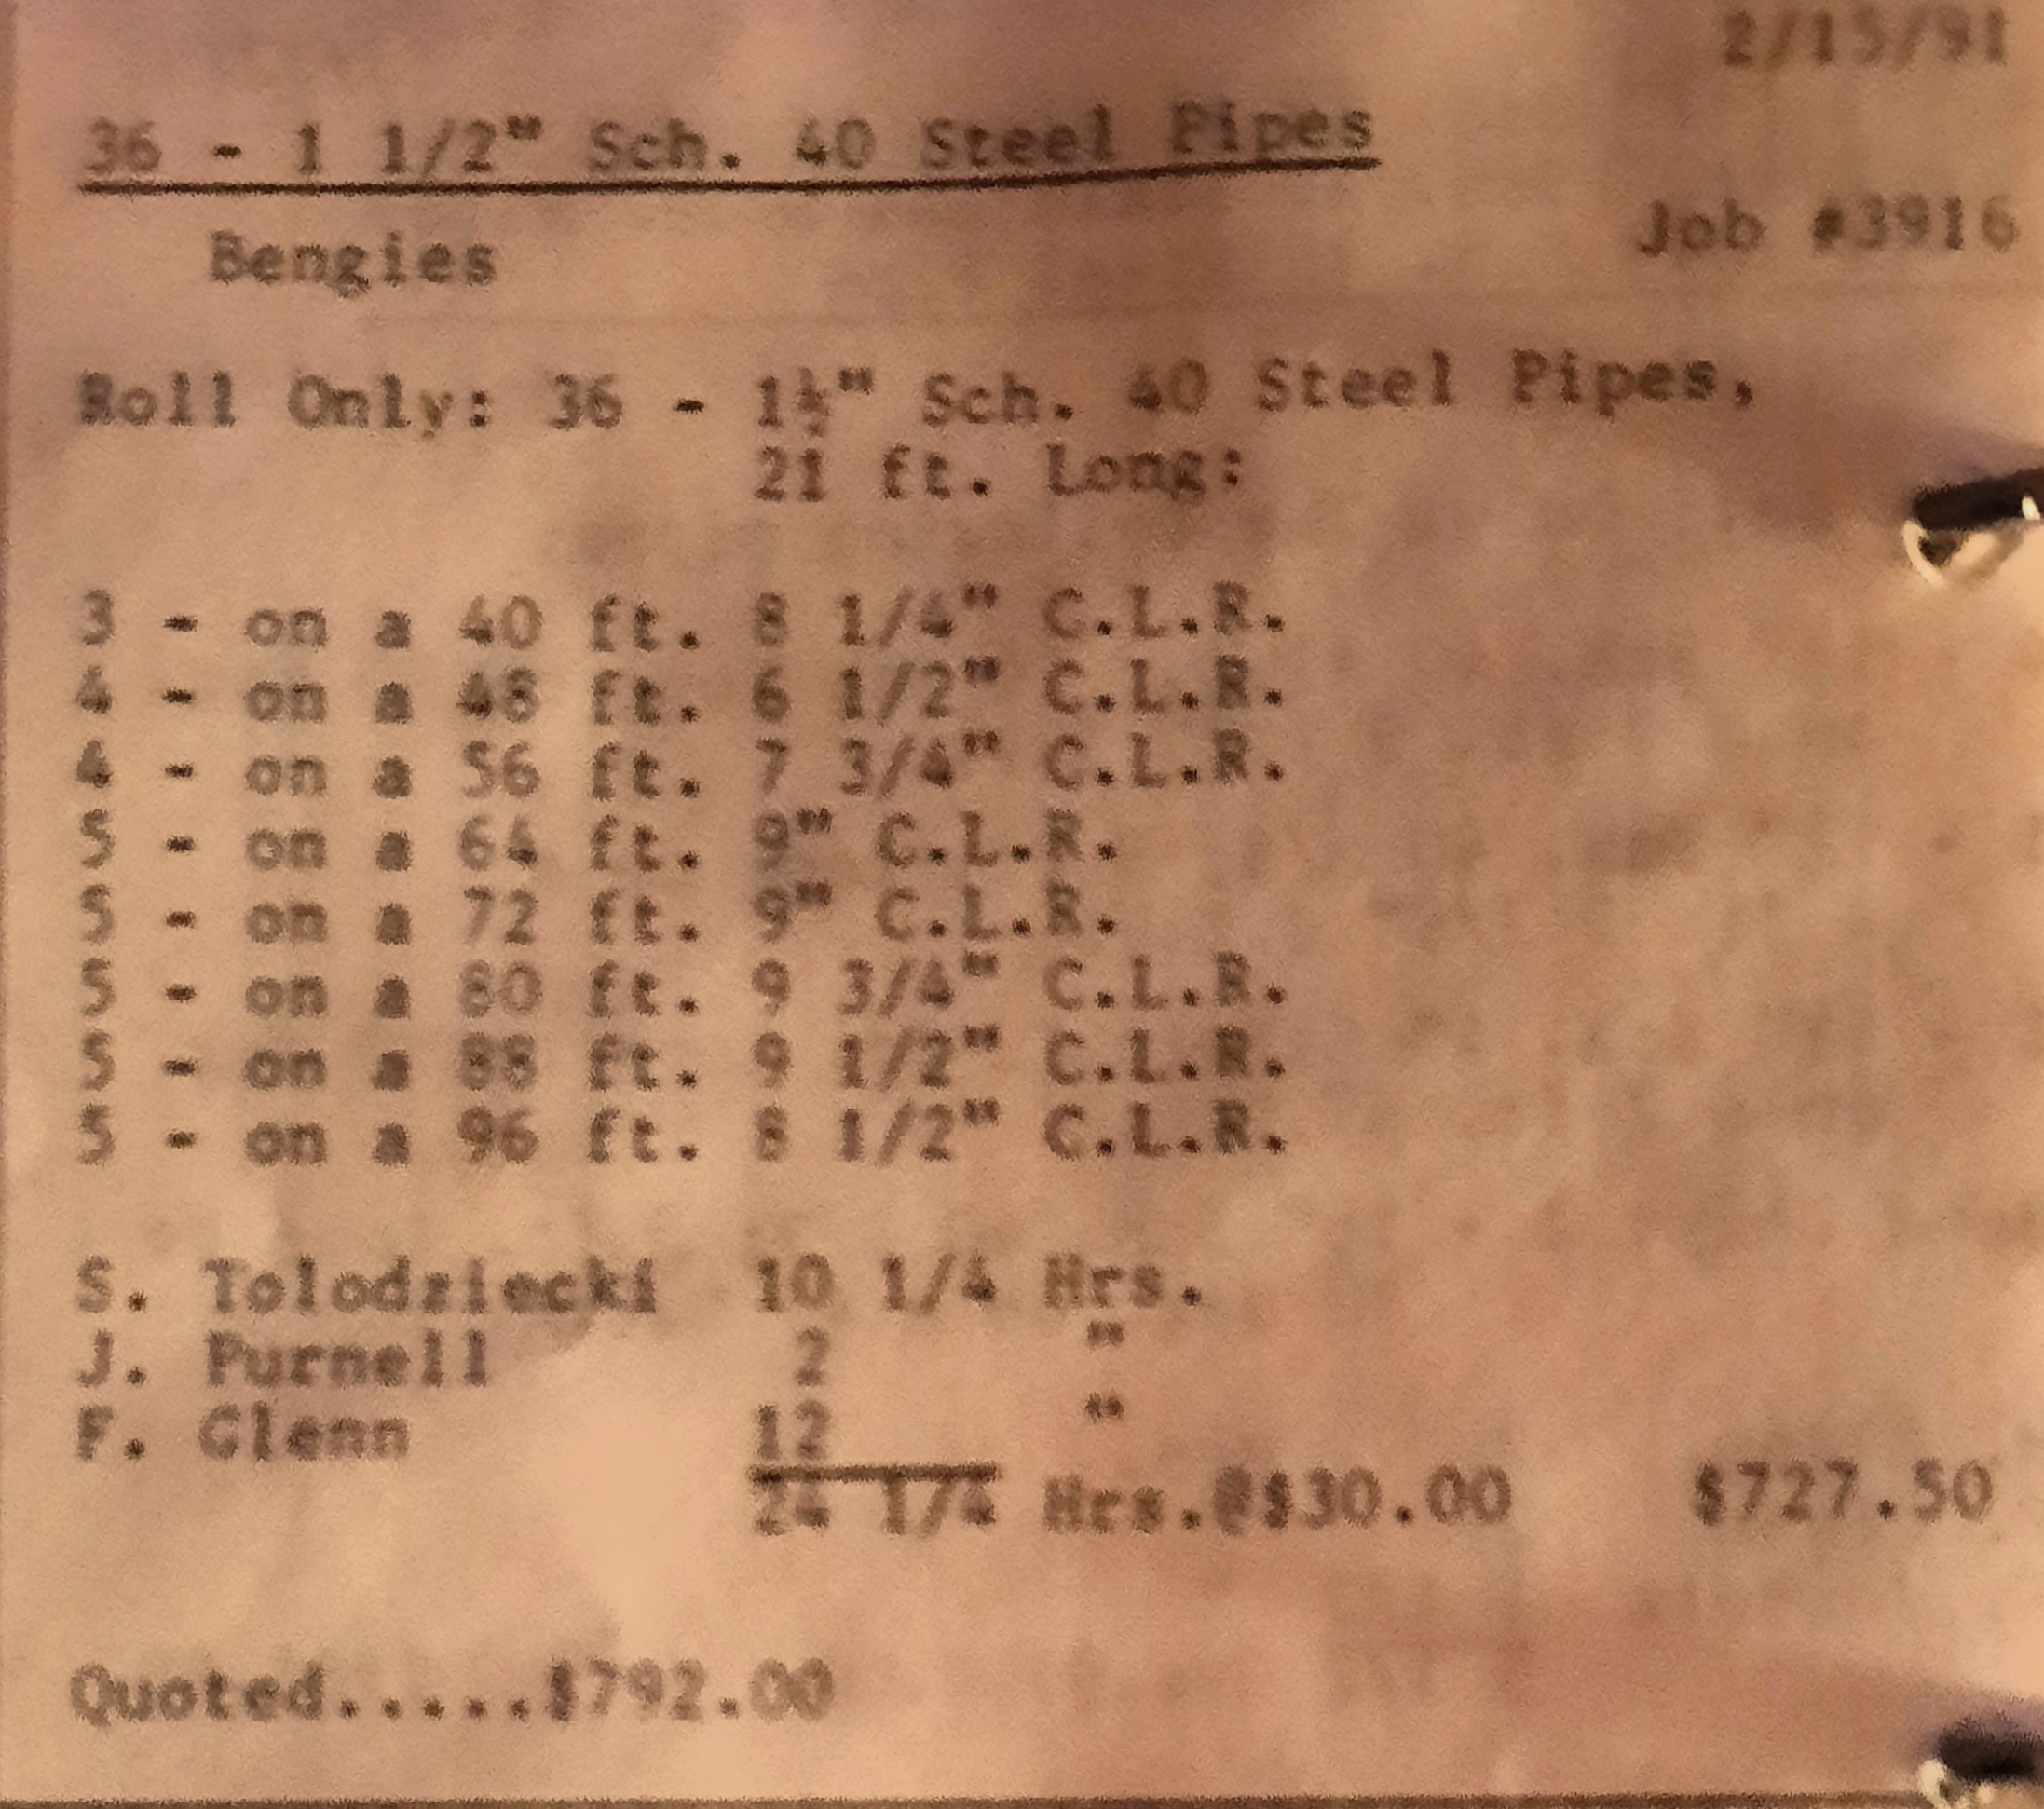 2/15/91
36 - 1 1/2" Sch. 40 Steel Pipes
Job #3916
Bengies
Roll Only: 36 - 1½" Sch. 40 Steel Pipes,
21 ft. Long:
3 - on a 40 ft. 8 1/4" C.L.R.
4 - on a 48 ft. 6 1/2" C.L.R.
4 - on a 56 ft. 7 3/4" C.L.R.
5 - on a 64 ft. 9" C.L.R.
5 - on a 72 ft. 9" C.L.R.
5 - on a 80 ft. 9 3/4" C.L.R.
5 - on a 88 ft. 9 1/2" C.L.R.
5 - on a 96 ft. 8 1/2" C.L.R.
S. Tolodziecki 10 1/4 Hrs.
J. Purnell 2 "
F. Glenn 12 "
24 1/4 Hrs.@$30.00 $727.50
Quoted.....$792.00